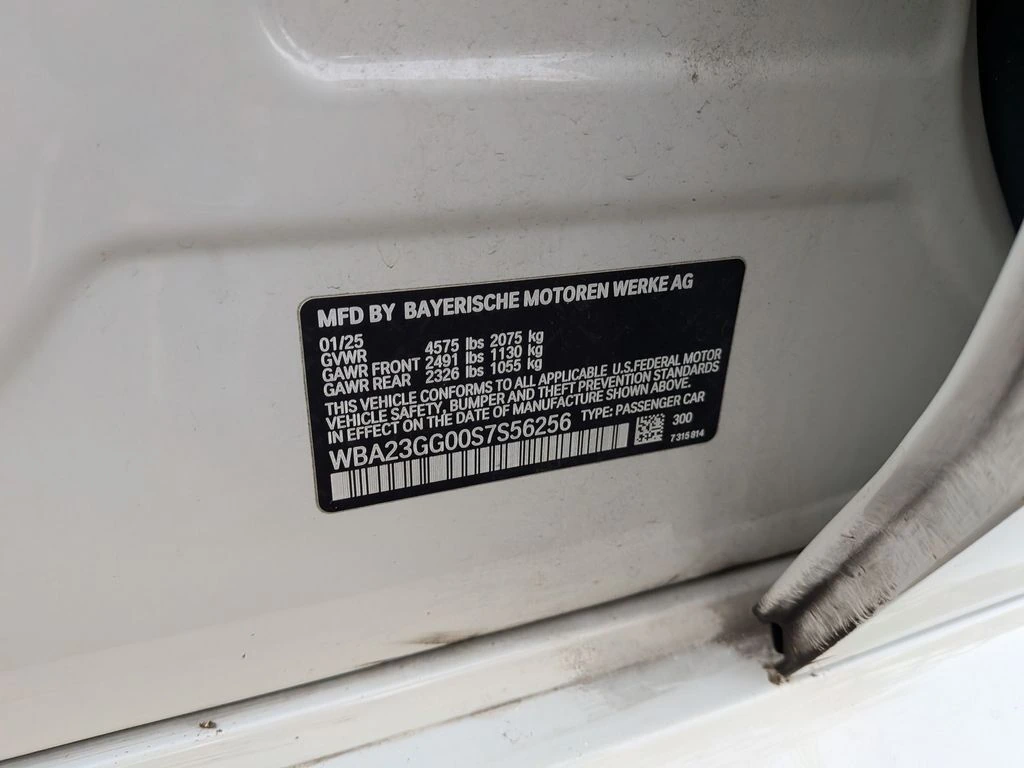 MFD BY BAYERISCHE MOTOREN WERKE AG
01/25
GVWR 4575 lbs 2075 kg
GAWR FRONT 2491 lbs 1130 kg
GAWR REAR 2326 lbs 1055 kg
THIS VEHICLE CONFORMS TO ALL APPLICABLE U.S.FEDERAL MOTOR
VEHICLE SAFETY, BUMPER AND THEFT PREVENTION STANDARDS
IN EFFECT ON THE DATE OF MANUFACTURE SHOWN ABOVE.
WBA23GG00S7S56256 TYPE: PASSENGER CAR
300
7315814